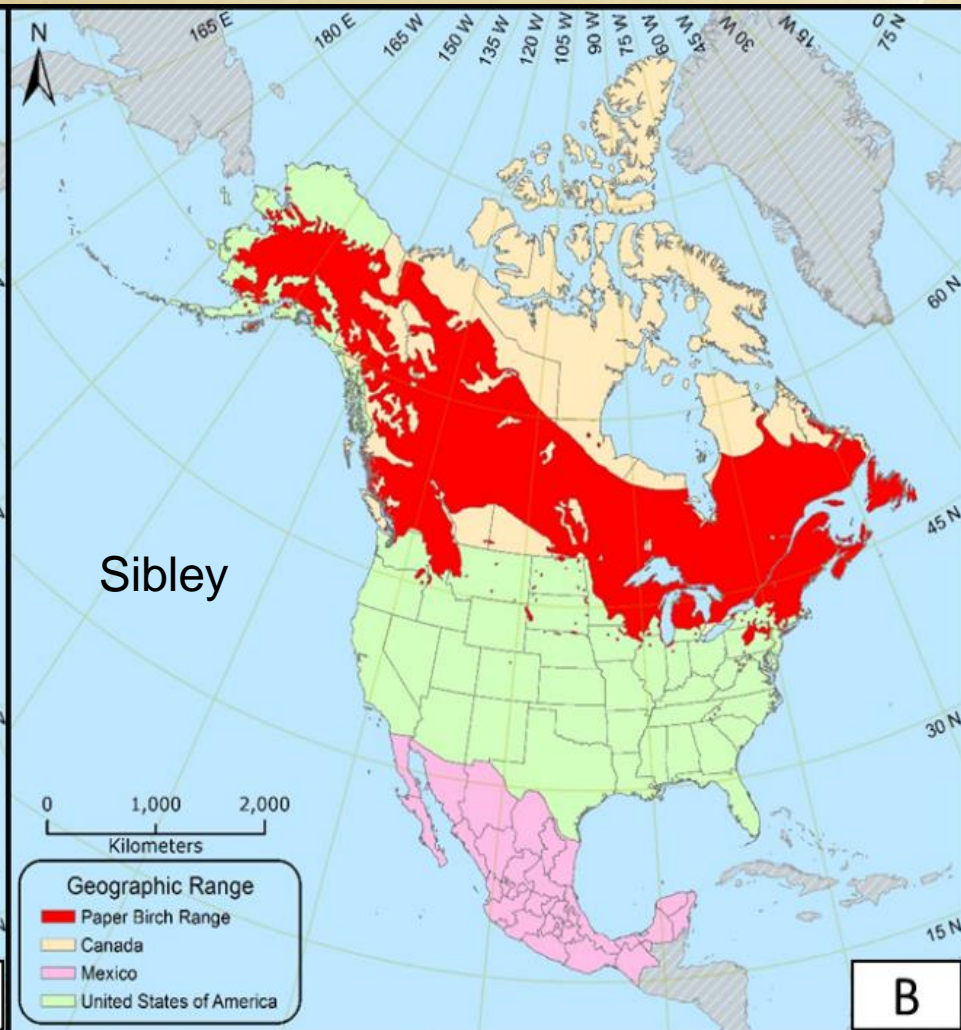 N
165 E
180 E
165 W
150 W
135 W
120 W
105 W
90 W
75 W
60 W
45 W
30 W
15 W
0 N
75 N
60 N
45 N
30 N
15 N
Sibley
0 1,000 2,000
Kilometers
Geographic Range
Paper Birch Range
Canada
Mexico
United States of America
B